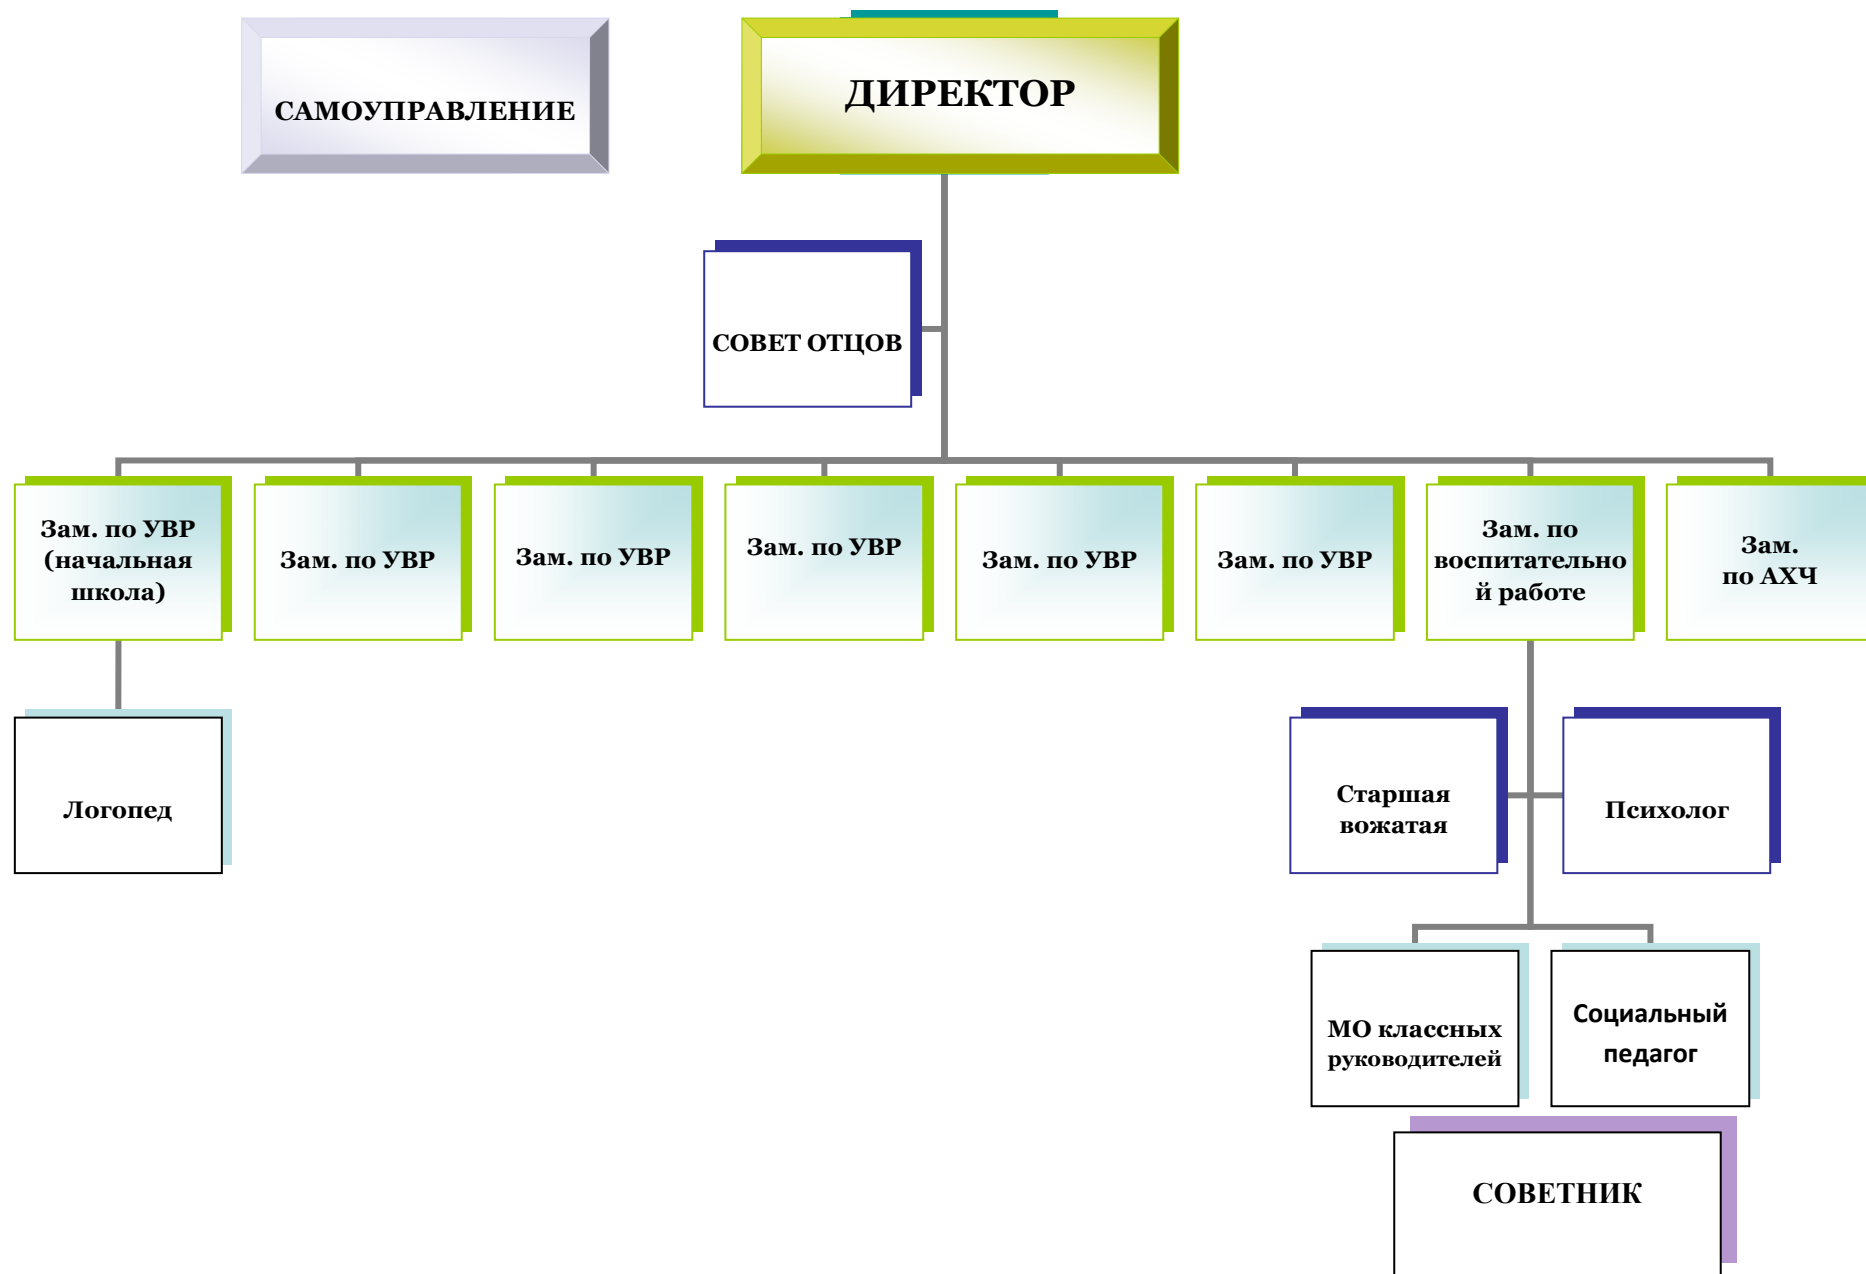 САМОУПРАВЛЕНИЕ
ДИРЕКТОР
СОВЕТ ОТЦОВ
Зам. по УВР
(начальная
школа)
Зам. по УВР
Зам. по УВР
Зам. по УВР
Зам. по УВР
Зам. по УВР
Зам. по
воспитательно
й работе
Зам.
по АХЧ
Логопед
Старшая
вожатая
Психолог
МО классных
руководителей
Социальный
педагог
СОВЕТНИК